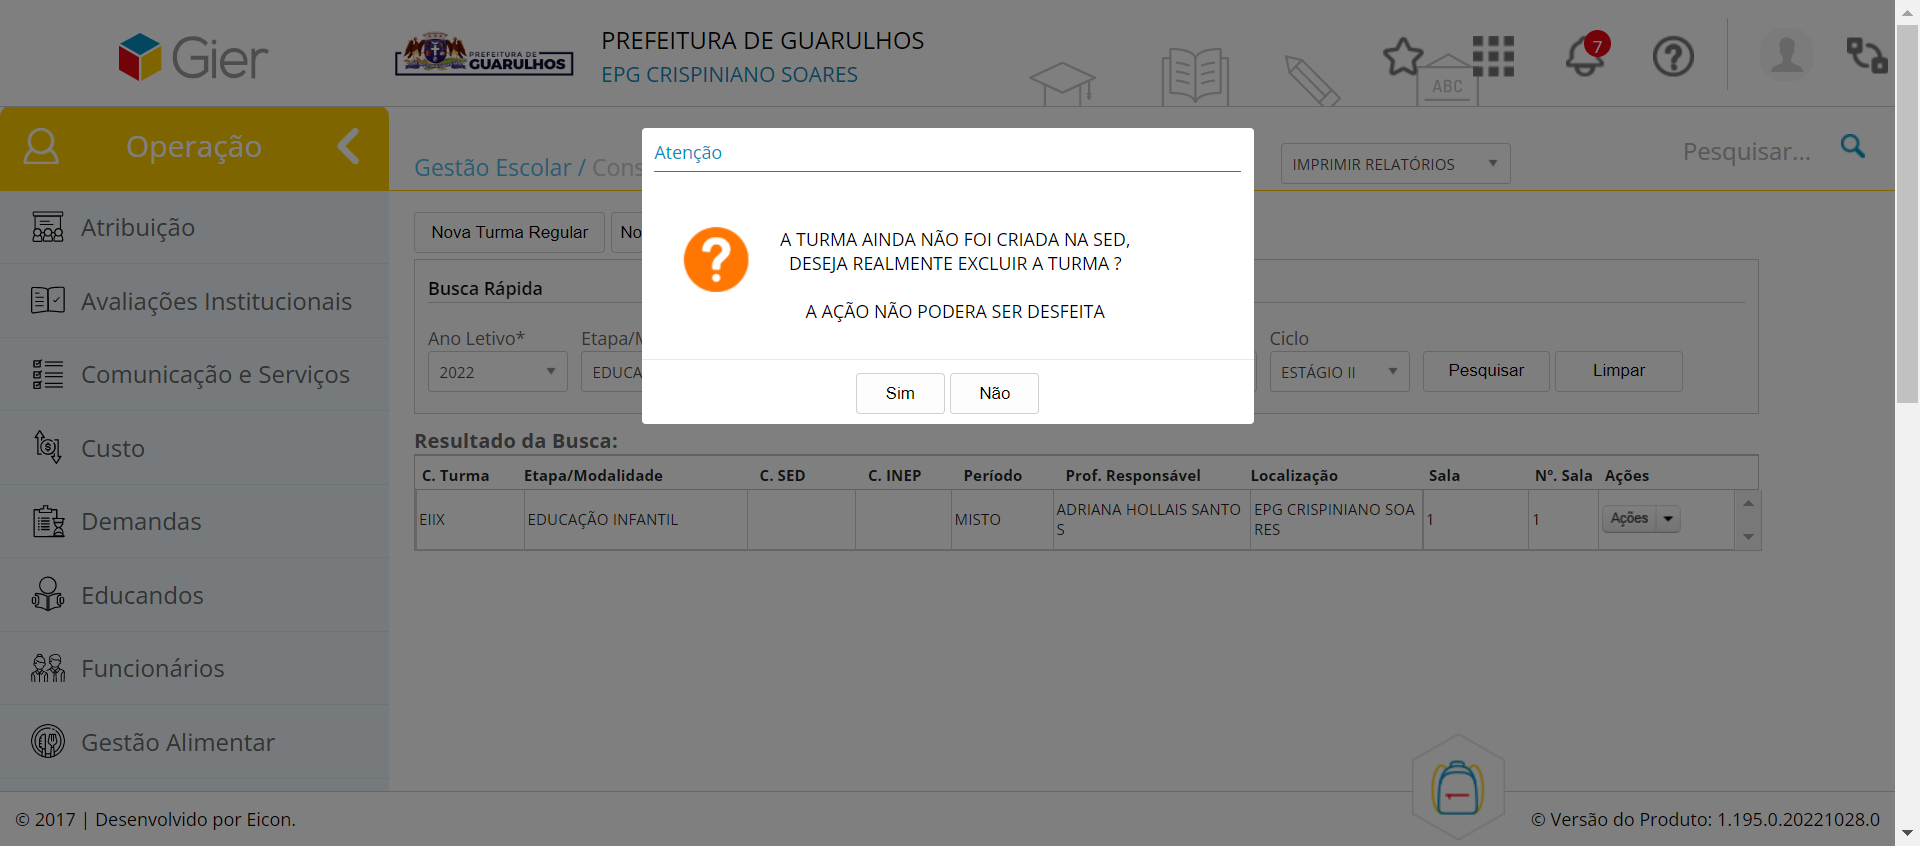 Gier
PREFEITURA DE
GUARULHOS
PREFEITURA DE GUARULHOS
EPG CRISPINIANO SOARES
ABC
7
Operação
Gestão Escolar / Cons
IMPRIMIR RELATÓRIOS
Pesquisar...
Atenção
A TURMA AINDA NÃO FOI CRIADA NA SED,
DESEJA REALMENTE EXCLUIR A TURMA ?
A AÇÃO NÃO PODERA SER DESFEITA
Sim Não
Atribuição
Avaliações Institucionais
Comunicação e Serviços
Custo
Demandas
Educandos
Funcionários
Gestão Alimentar
Nova Turma Regular No
Busca Rápida
Ano Letivo* Etapa/M Ciclo
2022 EDUCA ESTÁGIO II Pesquisar Limpar
Resultado da Busca:
C. Turma Etapa/Modalidade C. SED C. INEP Período Prof. Responsável Localização Sala Nº. Sala Ações
EIIX EDUCAÇÃO INFANTIL MISTO ADRIANA HOLLAIS SANTO EPG CRISPINIANO SOA 1 1 Ações
S RES
© 2017 | Desenvolvido por Eicon.
© Versão do Produto: 1.195.0.20221028.0